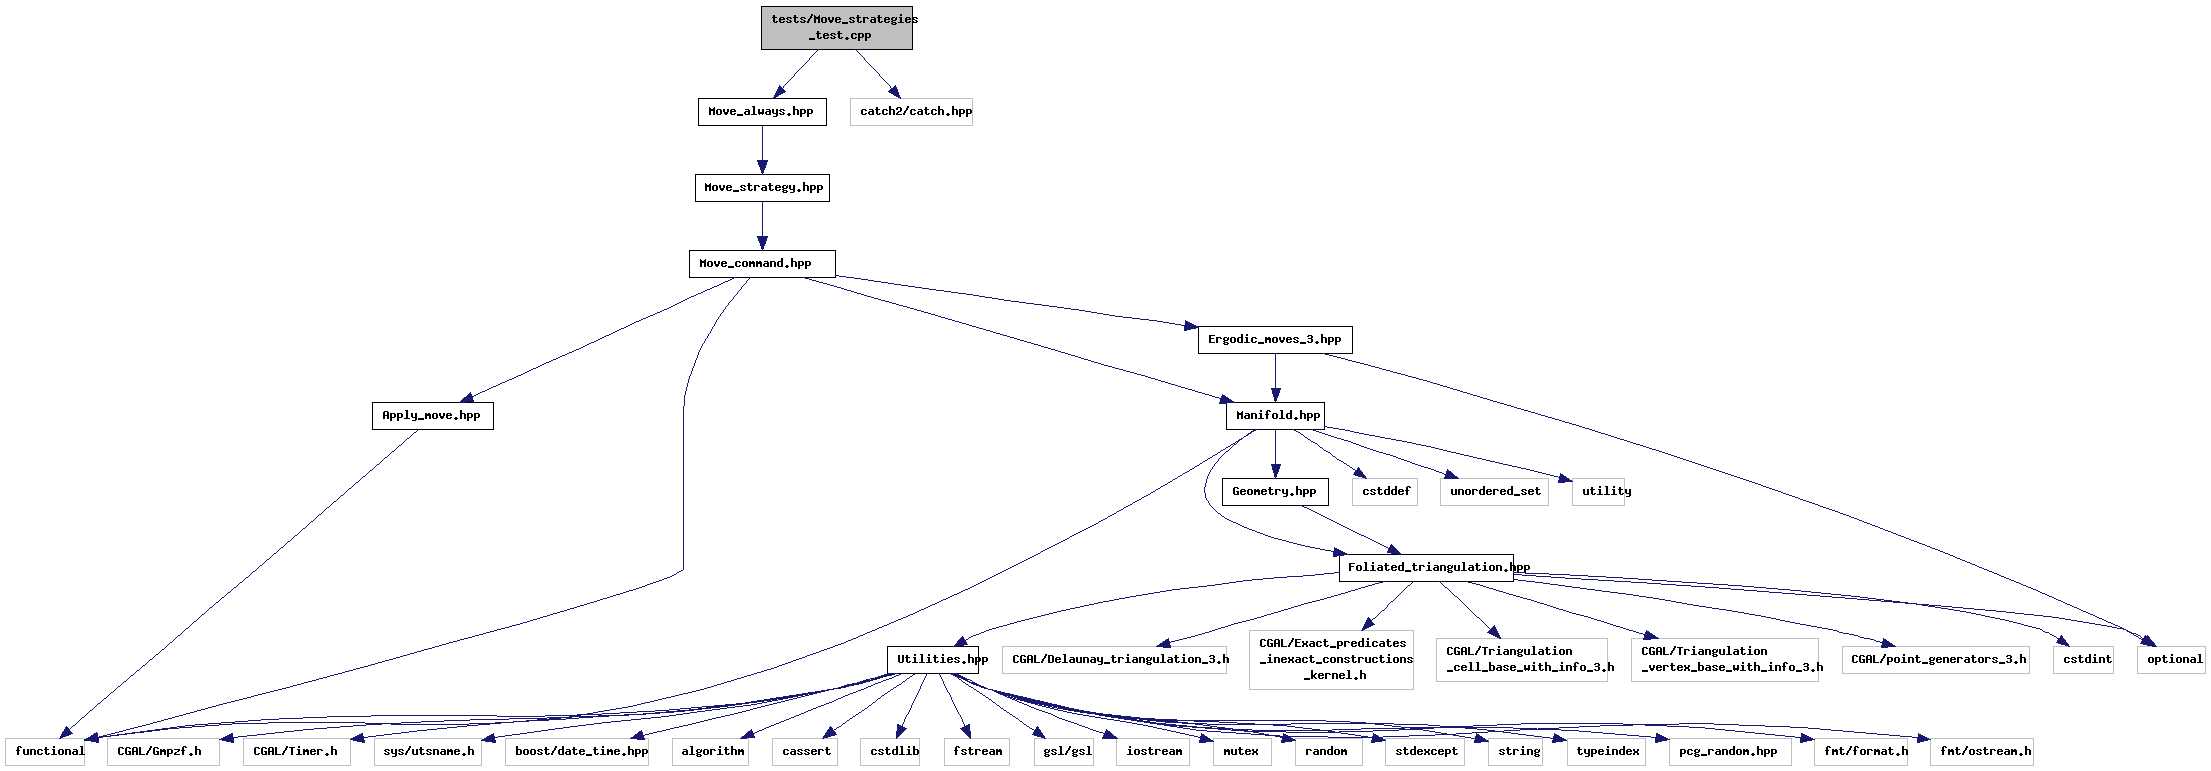 tests/Move_strategies
_test.cpp
Move_always.hpp
catch2/catch.hpp
Move_strategy.hpp
Move_command.hpp
Ergodic_moves_3.hpp
Apply_move.hpp
Manifold.hpp
Geometry.hpp
cstddef
unordered_set
utility
Foliated_triangulation.hpp
Utilities.hpp
CGAL/Delaunay_triangulation_3.h
CGAL/Exact_predicates
_inexact_constructions
_kernel.h
CGAL/Triangulation
_cell_base_with_info_3.h
CGAL/Triangulation
_vertex_base_with_info_3.h
CGAL/point_generators_3.h
cstdint
optional
functional
CGAL/Gmpzf.h
CGAL/Timer.h
sys/utsname.h
boost/date_time.hpp
algorithm
cassert
cstdlib
fstream
gsl/gsl
iostream
mutex
random
stdexcept
string
typeindex
pcg_random.hpp
fmt/format.h
fmt/ostream.h